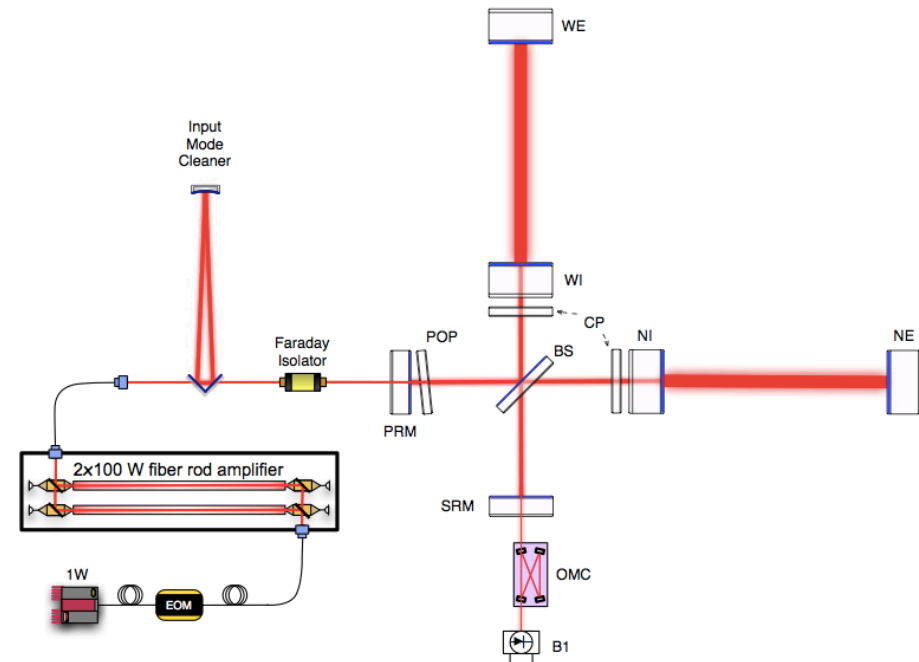 WE
Input
Mode
Cleaner
WI
CP
POP
Faraday
Isolator
BS
NI
NE
PRM
2x100 W fiber rod amplifier
SRM
OMC
1W
EOM
B1